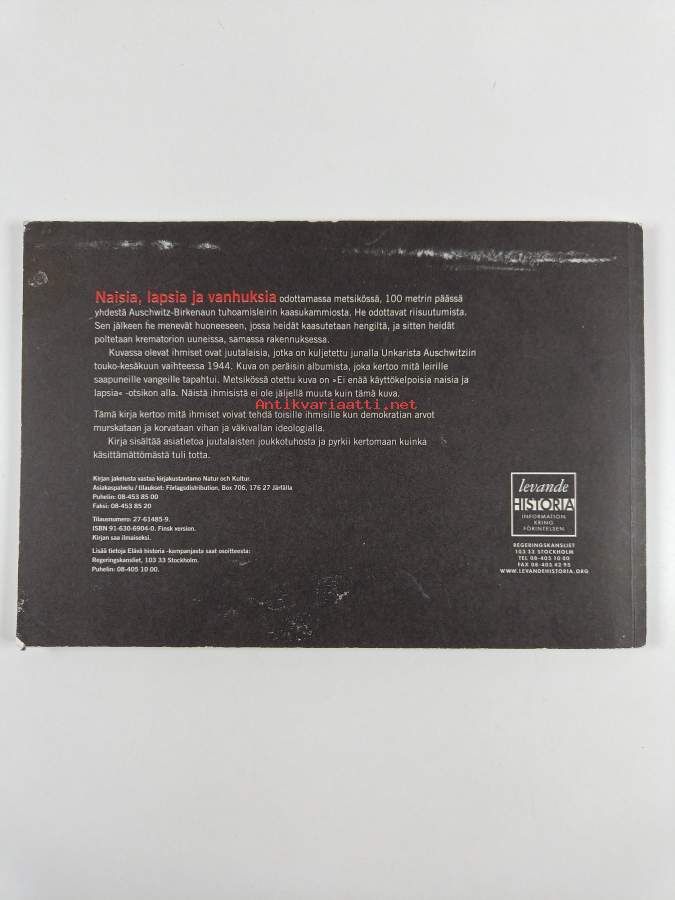 Naisia, lapsia ja vanhuksia odottamassa metsikössä, 100 metrin päässä
yhdestä Auschwitz-Birkenaun tuhoamisleirin kaasukammiosta. He odottavat riisuutumista.
Sen jälkeen he menevät huoneeseen, jossa heidät kaasutetaan hengiltä, ja sitten heidät
poltetaan krematorion uuneissa, samassa rakennuksessa.
Kuvassa olevat ihmiset ovat juutalaisia, jotka on kuljetettu junalla Unkarista Auschwitziin
touko-kesäkuun vaihteessa 1944. Kuva on peräisin albumista, joka kertoo mitä leirille
saapuneille vangeille tapahtui. Metsikössä otettu kuva on »Ei enää käyttökelpoisia naisia ja
lapsia« -otsikon alla. Näistä ihmisistä ei ole jäljellä muuta kuin tämä kuva.
Antikvariaatti.net
Tämä kirja kertoo mitä ihmiset voivat tehdä toisille ihmisille kun demokratian arvot
murskataan ja korvataan vihan ja väkivallan ideologialla.
Kirja sisältää asiatietoa juutalaisten joukkotuhosta ja pyrkii kertomaan kuinka
käsittämättömästä tuli totta.
Kirjan jakelusta vastaa kirjakustantamo Natur och Kultur.
Asiakaspalvelu / tilaukset: Förlagsdistribution, Box 706, 176 27 Järfälla
Puhelin: 08-453 85 00
Faksi: 08-453 85 20
Tilausnumero: 27-61485-9.
ISBN 91-630-6904-0. Finsk version.
Kirjan saa ilmaiseksi.
Lisää tietoja Elävä historia -kampanjasta saat osoitteesta:
Regeringskansliet, 103 33 Stockholm.
Puhelin: 08-405 10 00.
levande
HISTORIA
INFORMATION
KRING
FÖRINTELSEN
REGERINGSKANSLIET
103 33 STOCKHOLM
TEL 08-405 10 00
FAX 08-405 42 95
WWW.LEVANDEHISTORIA.ORG